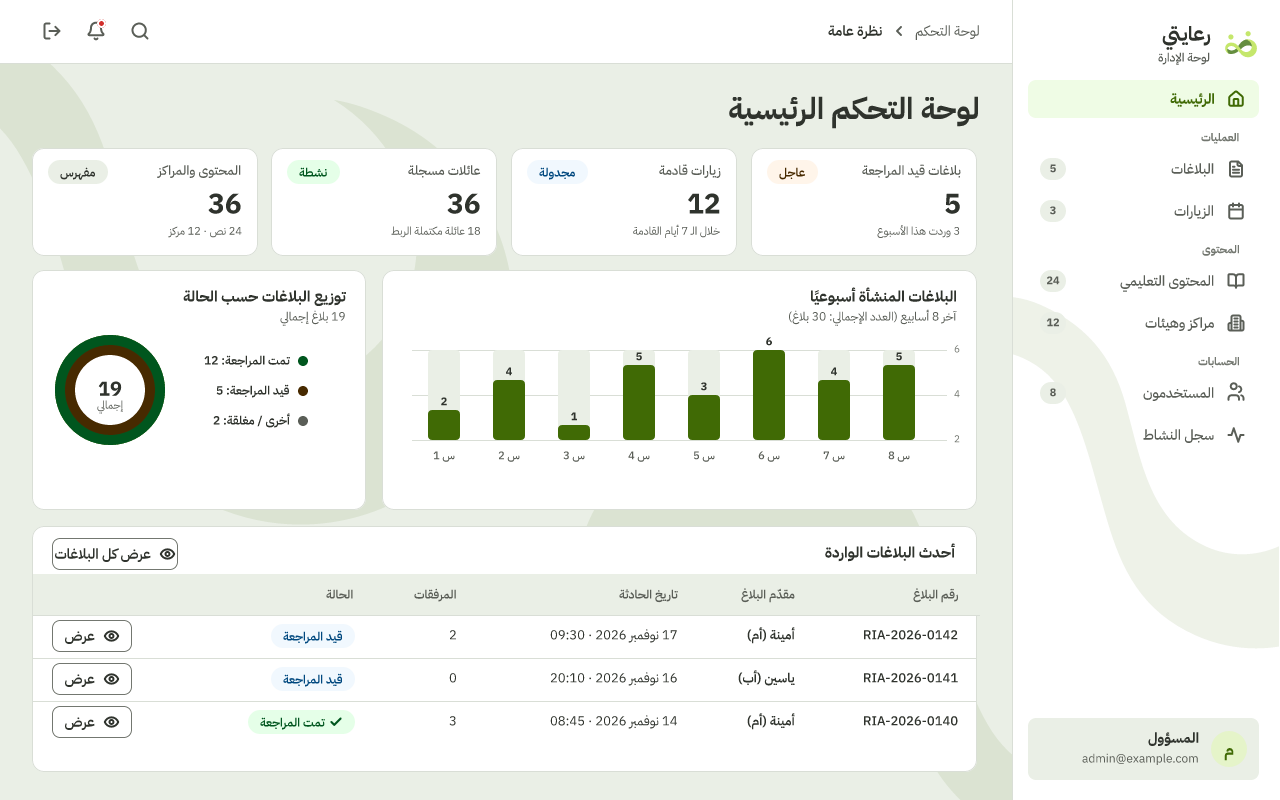 رعايتي
لوحة الإدارة
الرئيسية
العمليات
البلاغات 5
الزيارات 3
المحتوى
المحتوى التعليمي 24
مراكز وهيئات 12
الحسابات
المستخدمون 8
سجل النشاط
م
المسؤول
admin@example.com
لوحة التحكم
نظرة عامة
لوحة التحكم الرئيسية
بلاغات قيد المراجعة عاجل
5
3 وردت هذا الأسبوع
زيارات قادمة مجدولة
12
خلال الـ 7 أيام القادمة
عائلات مسجلة نشطة
36
18 عائلة مكتملة الربط
المحتوى والمراكز مفهرس
36
24 نص · 12 مركز
البلاغات المنشأة أسبوعيًا
آخر 8 أسابيع (العدد الإجمالي: 30 بلاغ)
6
4
2
5 4 6 3 5 1 4 2
س 8 س 7 س 6 س 5 س 4 س 3 س 2 س 1
توزيع البلاغات حسب الحالة
19 بلاغ إجمالي
تمت المراجعة: 12
قيد المراجعة: 5
أخرى / مغلقة: 2
19
إجمالي
أحدث البلاغات الواردة
عرض كل البلاغات
رقم البلاغ مقدّم البلاغ تاريخ الحادثة المرفقات الحالة
RIA-2026-0142 أمينة (أم) 17 نوفمبر 2026 · 09:30 2 قيد المراجعة عرض
RIA-2026-0141 ياسين (أب) 16 نوفمبر 2026 · 20:10 0 قيد المراجعة عرض
RIA-2026-0140 أمينة (أم) 14 نوفمبر 2026 · 08:45 3 تمت المراجعة عرض